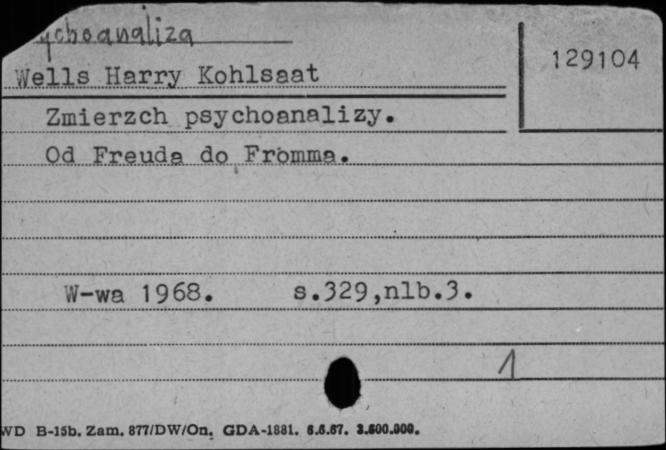 ychoanaliza
129104
Wells Harry Kohlsaat
Zmierzch psychoanalizy.
Od Freuda do Fromma.
W-wa 1968. s.329,nlb.3.
1
WD B-15b. Zam. 877/DW/On. GDA-1881. 6.6.67. 3.600.000.